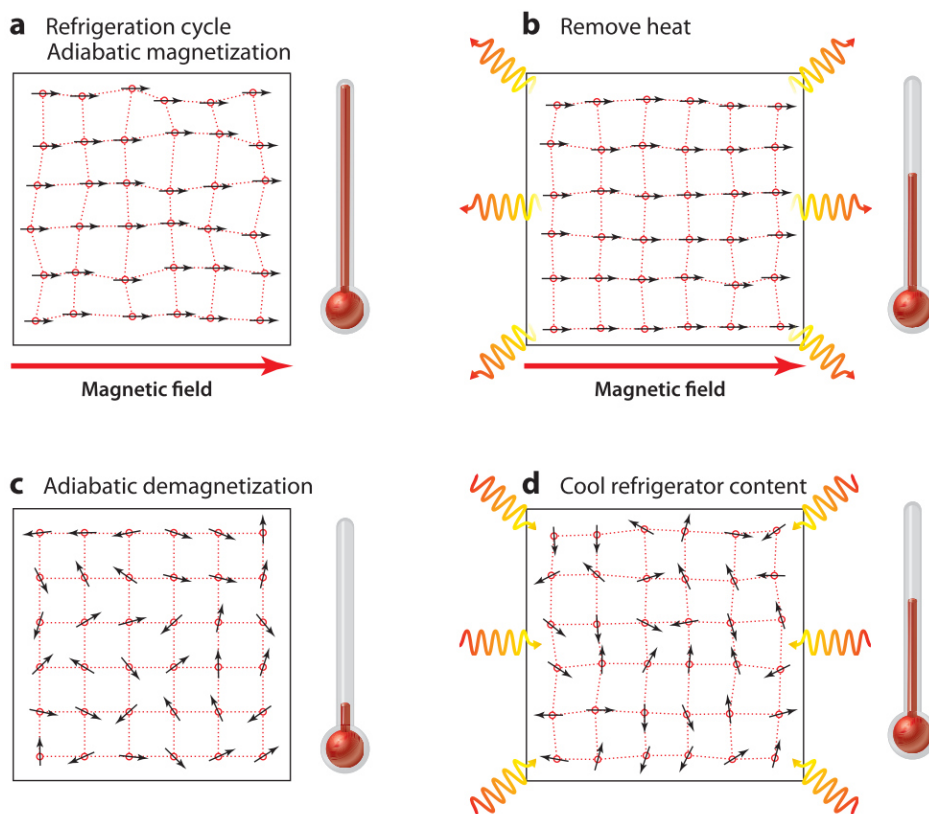 a Refrigeration cycle
Adiabatic magnetization
b Remove heat
Magnetic field
Magnetic field
c Adiabatic demagnetization
d Cool refrigerator content